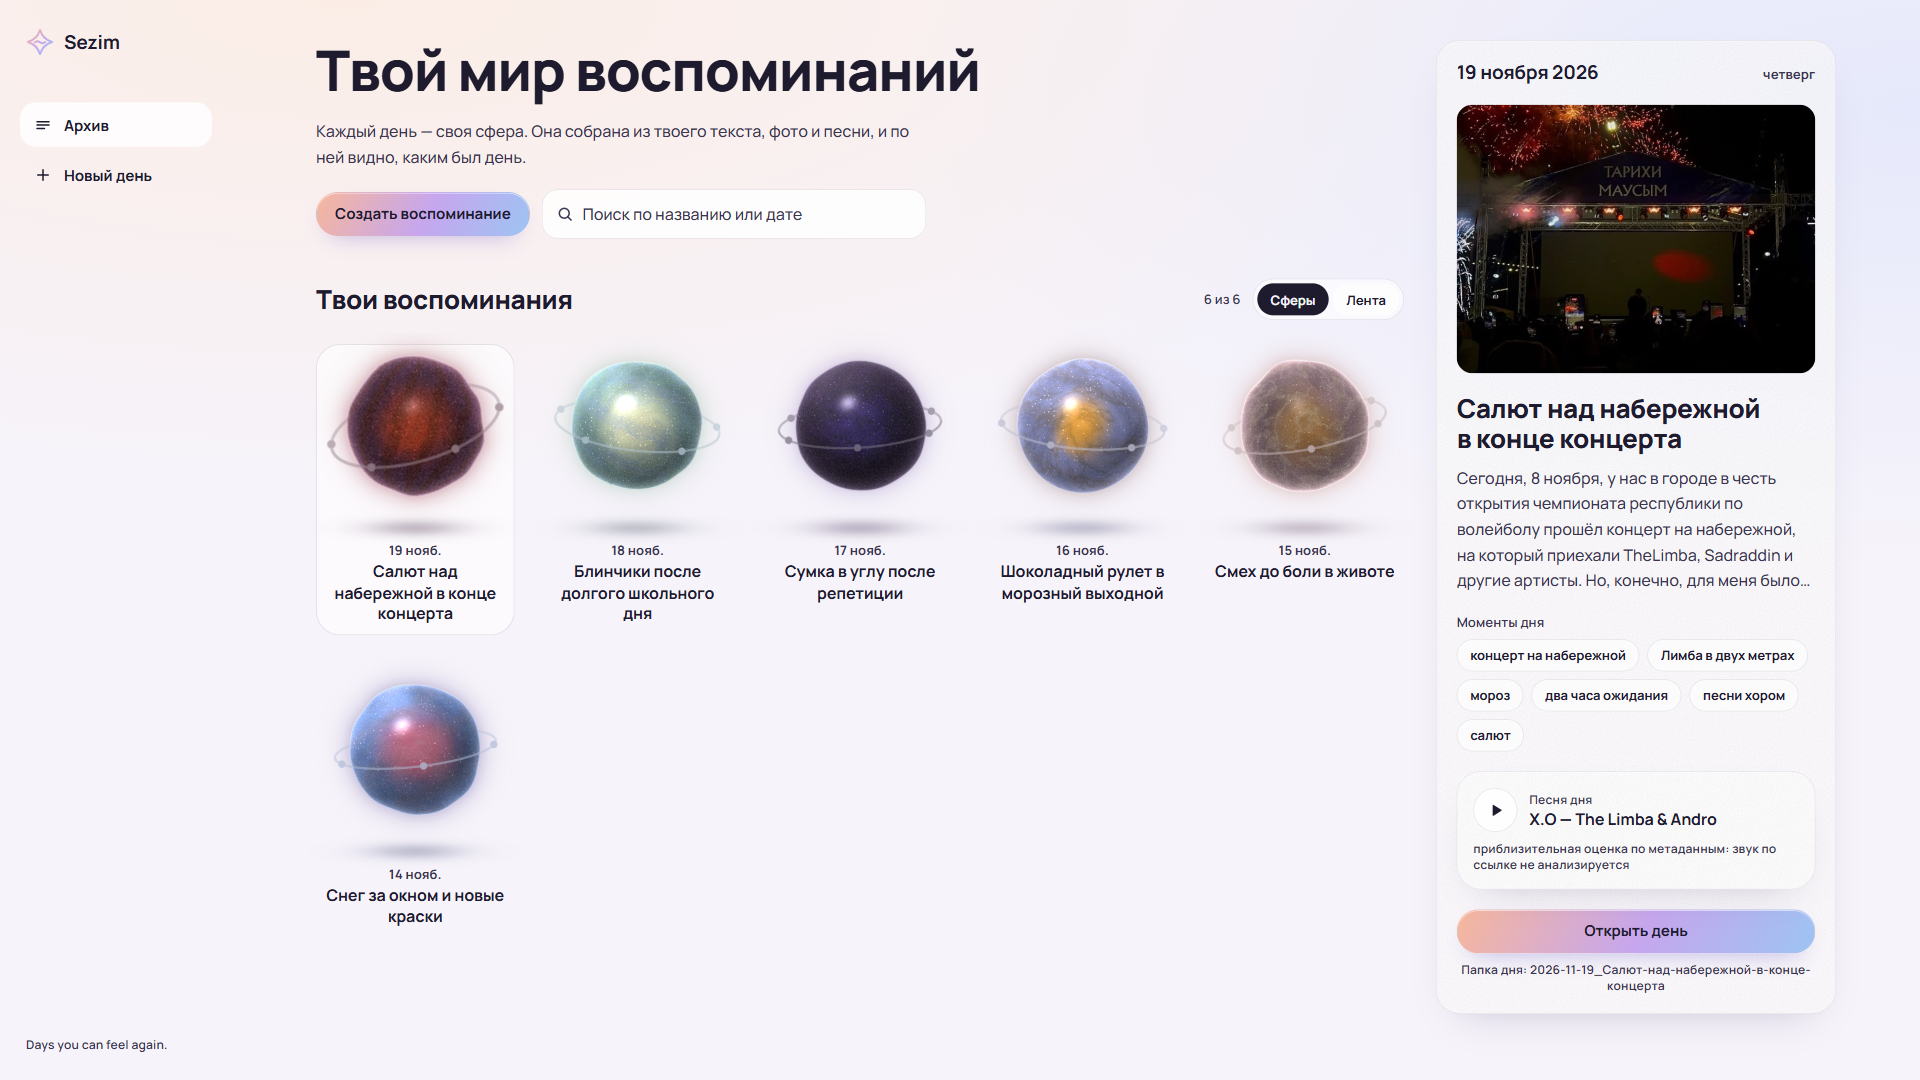 Sezim
Архив
Новый день
Days you can feel again.
Твой мир воспоминаний
Каждый день — своя сфера. Она собрана из твоего текста, фото и песни, и по
ней видно, каким был день.
Создать воспоминание
Поиск по названию или дате
Твои воспоминания
6 из 6
Сферы
Лента
19 нояб.
Салют над
набережной в конце
концерта
18 нояб.
Блинчики после
долгого школьного
дня
17 нояб.
Сумка в углу после
репетиции
16 нояб.
Шоколадный рулет в
морозный выходной
15 нояб.
Смех до боли в животе
14 нояб.
Снег за окном и новые
краски
19 ноября 2026
четверг
ТАРИХИ
МАУСЫМ
Салют над набережной
в конце концерта
Сегодня, 8 ноября, у нас в городе в честь
открытия чемпионата республики по
волейболу прошёл концерт на набережной,
на который приехали TheLimba, Sadraddin и
другие артисты. Но, конечно, для меня было…
Моменты дня
концерт на набережной
Лимба в двух метрах
мороз
два часа ожидания
песни хором
салют
Песня дня
X.O — The Limba & Andro
приблизительная оценка по метаданным: звук по
ссылке не анализируется
Открыть день
Папка дня: 2026-11-19_Салют-над-набережной-в-конце-
концерта